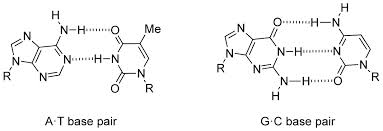 H
N H O Me
N
N H N
R N N
O N
R
A·T base pair
H
O H N
N
N H N
N N
R N H O N
H R
G·C base pair